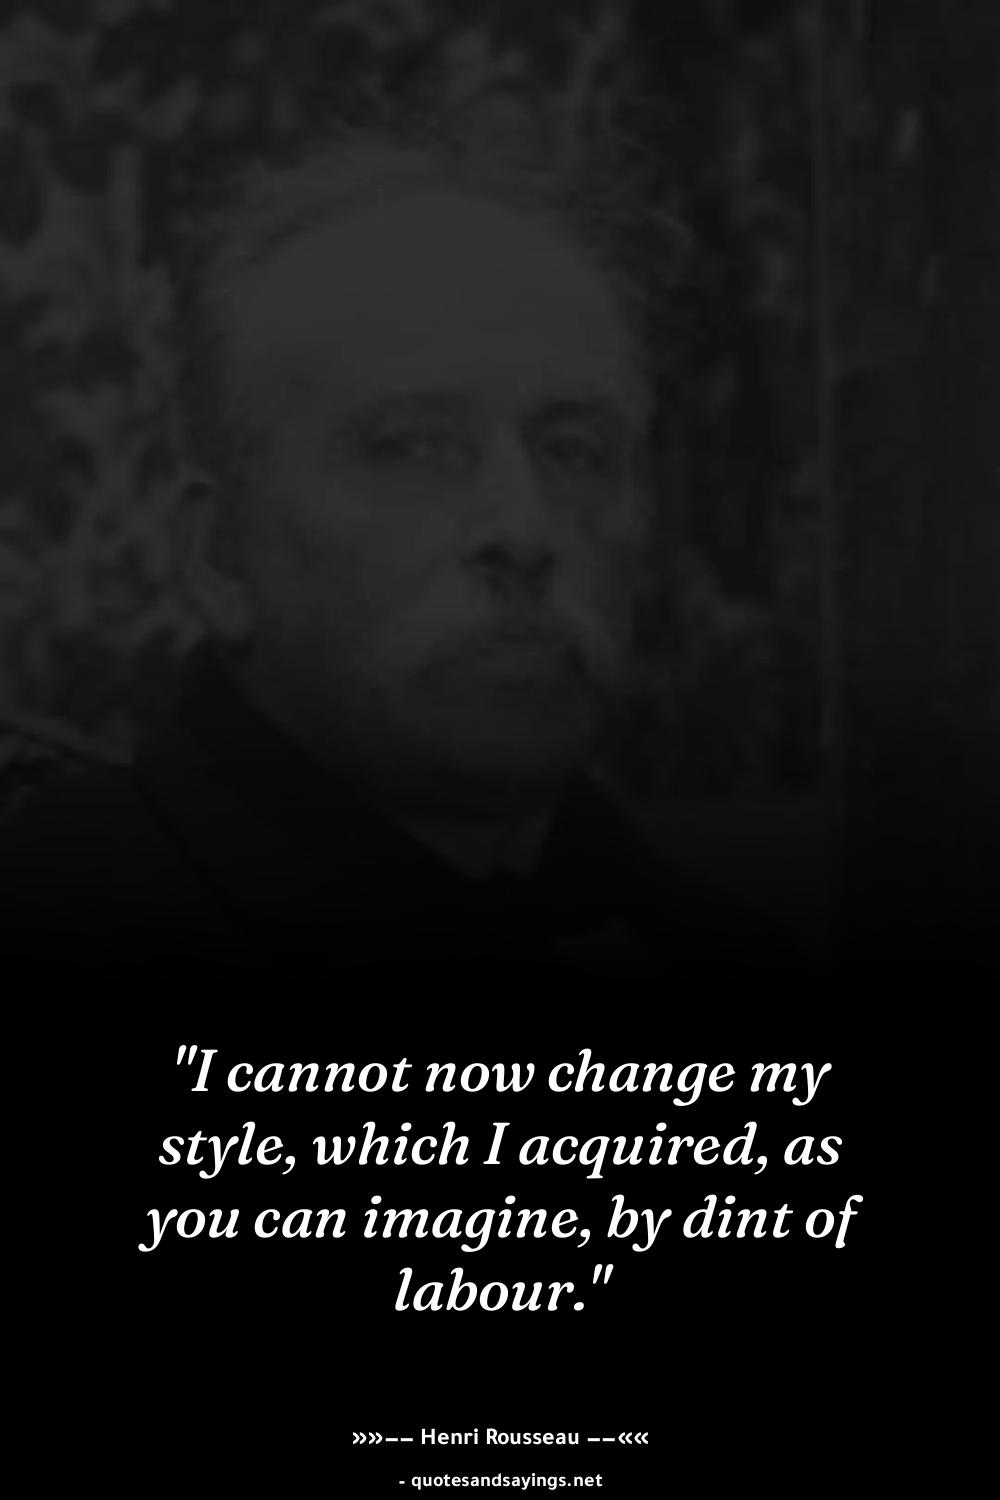 "I cannot now change my
style, which I acquired, as
you can imagine, by dint of
labour."
»»−− Henri Rousseau −−««
- quotesandsayings.net